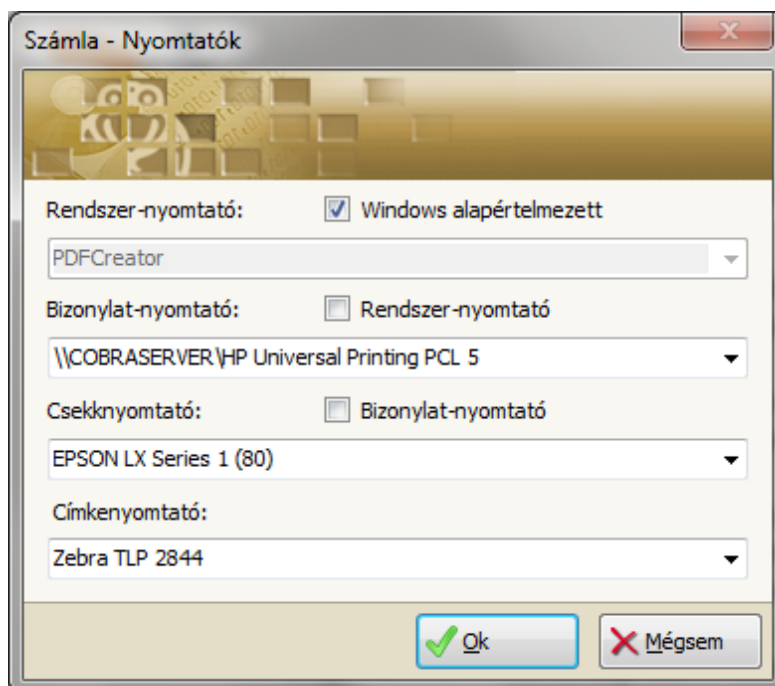 Számla - Nyomtatók
Rendszer-nyomtató: Windows alapértelmezett
PDFCreator
Bizonylat-nyomtató: Rendszer-nyomtató
\\COBRASERVER\HP Universal Printing PCL 5
Csekknyomtató: Bizonylat-nyomtató
EPSON LX Series 1 (80)
Címkenyomtató:
Zebra TLP 2844
Ok Mégsem